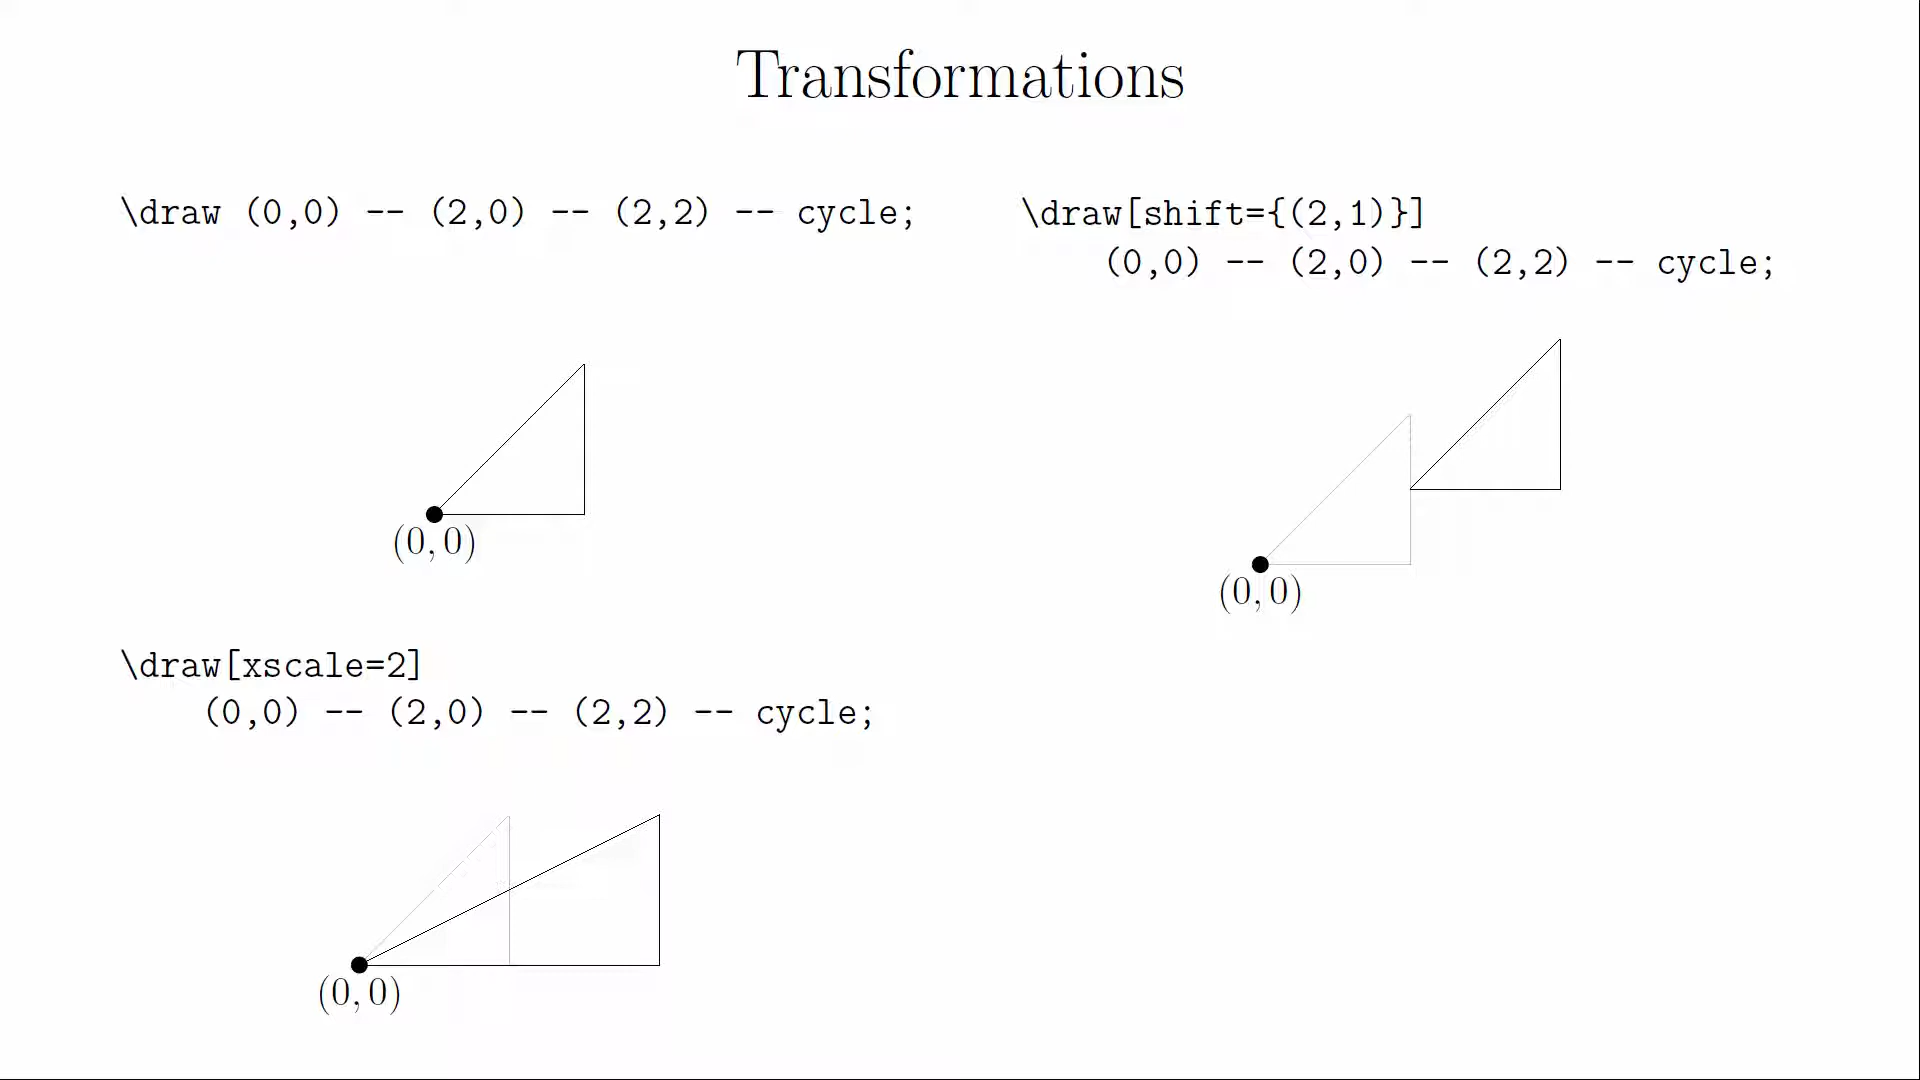 Transformations
\draw (0,0) -- (2,0) -- (2,2) -- cycle;
(0, 0)
\draw[shift={(2,1)}]
(0,0) -- (2,0) -- (2,2) -- cycle;
(0, 0)
\draw[xscale=2]
(0,0) -- (2,0) -- (2,2) -- cycle;
(0, 0)